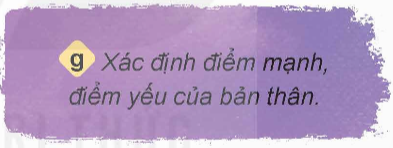 g Xác định điểm mạnh,
điểm yếu của bản thân.